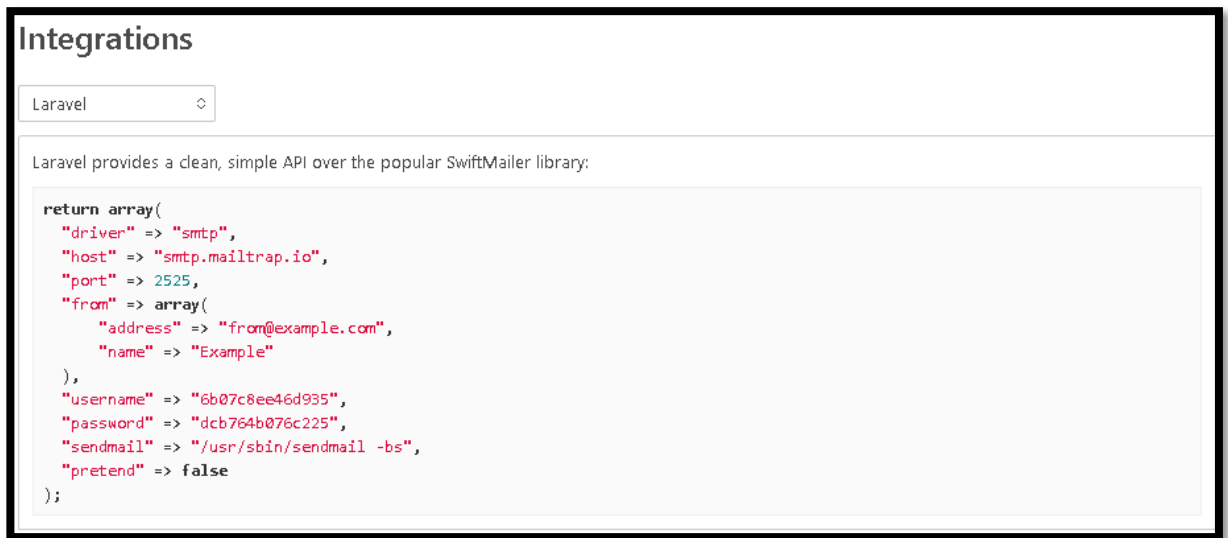 Integrations
Laravel
Laravel provides a clean, simple API over the popular SwiftMailer library:
return array(
"driver" => "smtp",
"host" => "smtp.mailtrap.io",
"port" => 2525,
"from" => array(
"address" => "from@example.com",
"name" => "Example"
),
"username" => "6b07c8ee46d935",
"password" => "dcb764b076c225",
"sendmail" => "/usr/sbin/sendmail -bs",
"pretend" => false
);